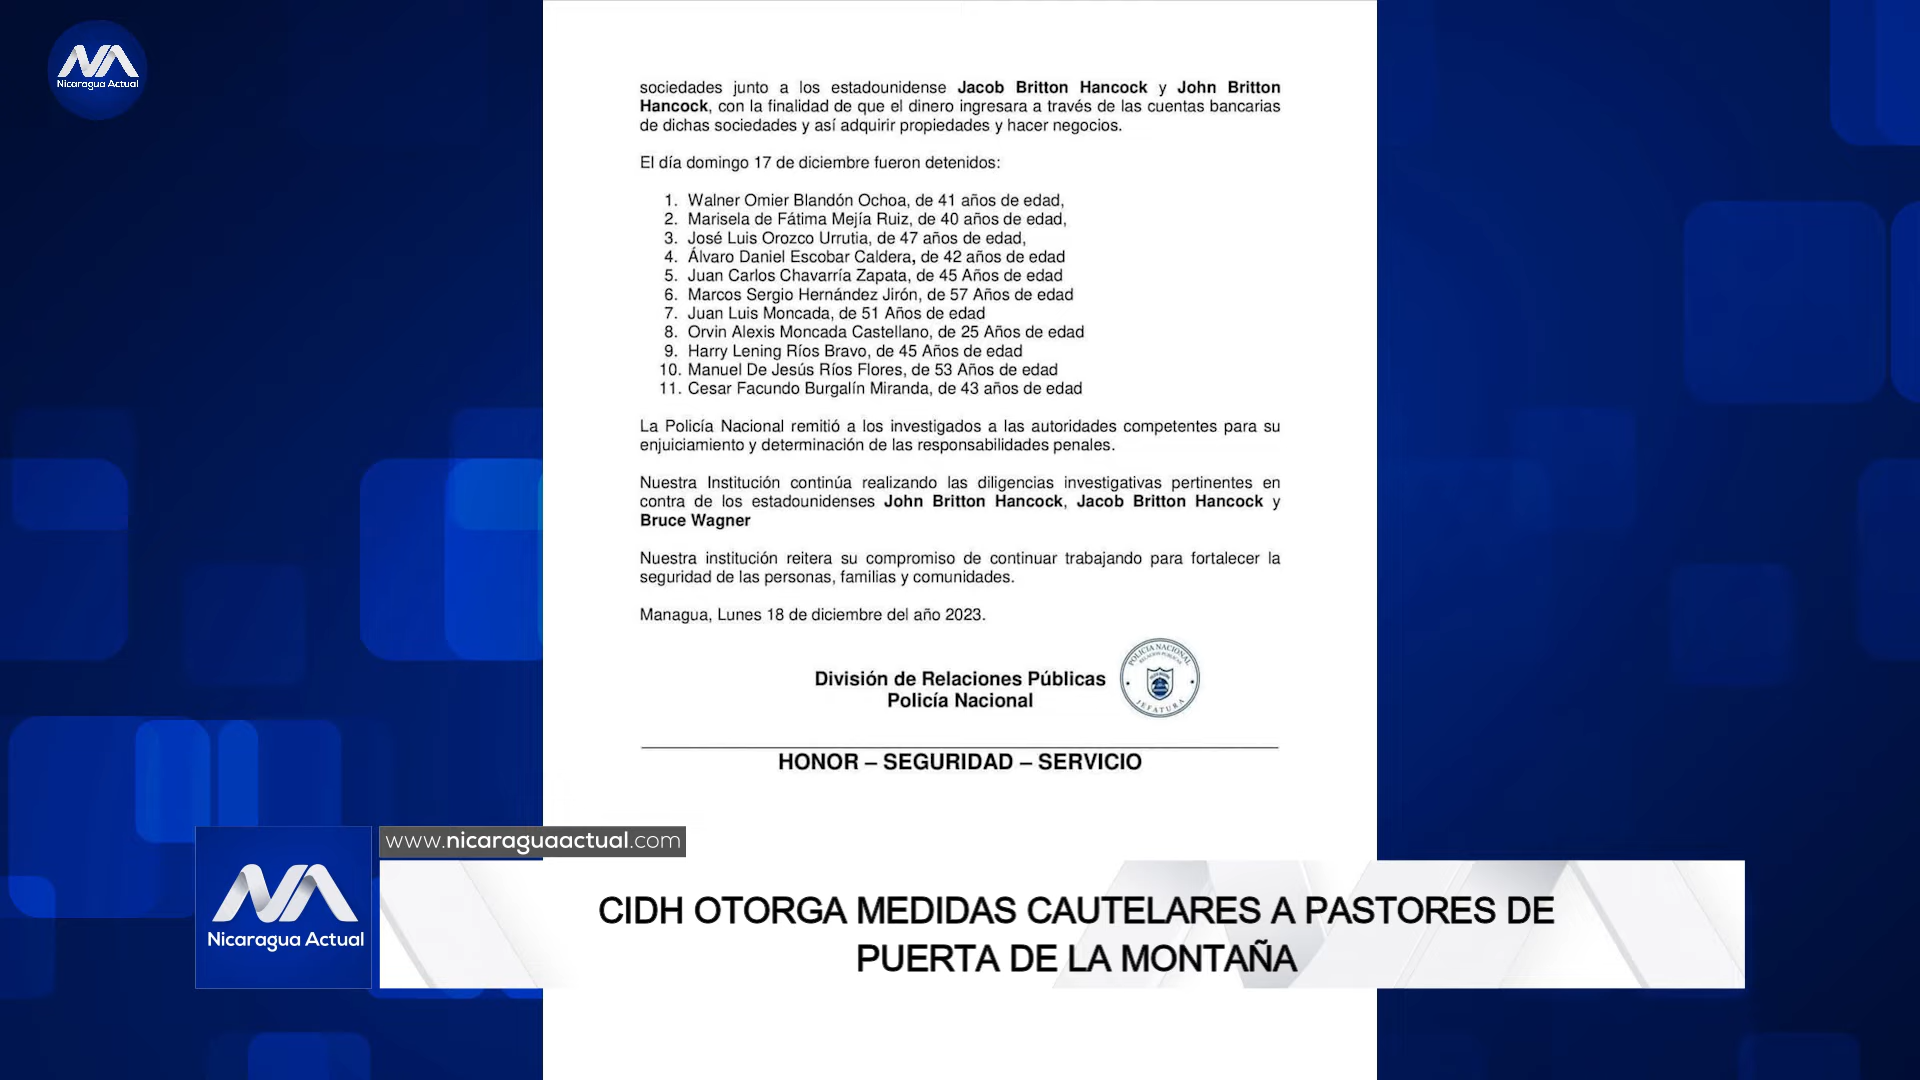 Nicaragua Actual
sociedades junto a los estadounidense Jacob Britton Hancock y John Britton
Hancock, con la finalidad de que el dinero ingresara a través de las cuentas bancarias
de dichas sociedades y así adquirir propiedades y hacer negocios.
El día domingo 17 de diciembre fueron detenidos:
1. Walner Omier Blandón Ochoa, de 41 años de edad,
2. Marisela de Fátima Mejía Ruiz, de 40 años de edad,
3. José Luis Orozco Urrutia, de 47 años de edad,
4. Álvaro Daniel Escobar Caldera, de 42 años de edad
5. Juan Carlos Chavarría Zapata, de 45 Años de edad
6. Marcos Sergio Hernández Jirón, de 57 Años de edad
7. Juan Luis Moncada, de 51 Años de edad
8. Orvin Alexis Moncada Castellano, de 25 Años de edad
9. Harry Lening Ríos Bravo, de 45 Años de edad
10. Manuel De Jesús Ríos Flores, de 53 Años de edad
11. Cesar Facundo Burgalín Miranda, de 43 años de edad
La Policía Nacional remitió a los investigados a las autoridades competentes para su
enjuiciamiento y determinación de las responsabilidades penales.
Nuestra Institución continúa realizando las diligencias investigativas pertinentes en
contra de los estadounidenses John Britton Hancock, Jacob Britton Hancock y
Bruce Wagner
Nuestra institución reitera su compromiso de continuar trabajando para fortalecer la
seguridad de las personas, familias y comunidades.
Managua, Lunes 18 de diciembre del año 2023.
División de Relaciones Públicas
Policía Nacional
POLICIA NACIONAL
RELACION PUBLICAS
JEFATURA
HONOR – SEGURIDAD – SERVICIO
www.nicaraguaactual.com
Nicaragua Actual
CIDH OTORGA MEDIDAS CAUTELARES A PASTORES DE
PUERTA DE LA MONTAÑA